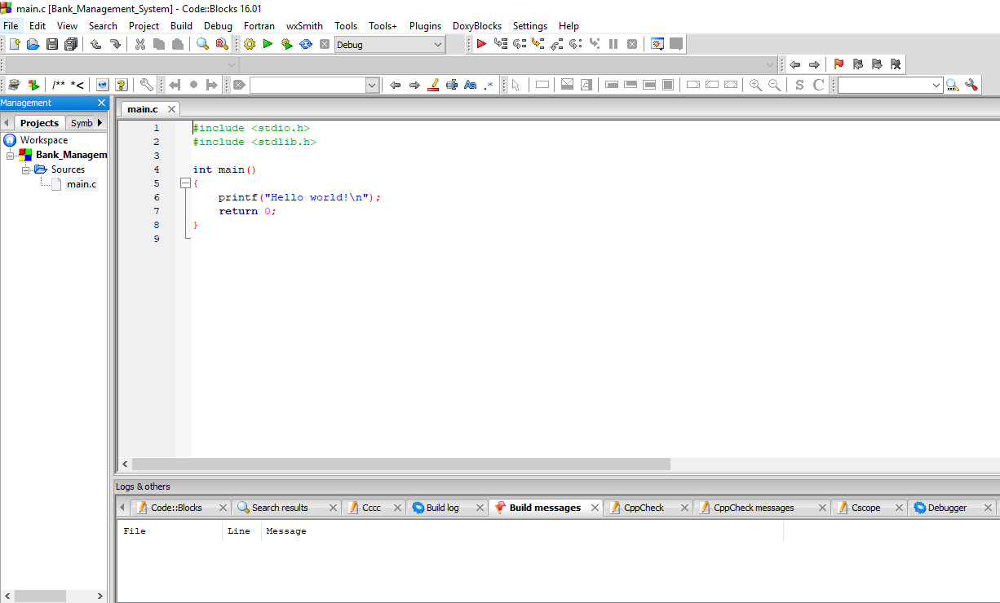 main.c [Bank_Management_System] - Code::Blocks 16.01
File Edit View Search Project Build Debug Fortran wxSmith Tools Tools+ Plugins DoxyBlocks Settings Help
Debug
/** *<
S C
Management
Projects Symb
main.c
Workspace
Bank_Managem
Sources
main.c
1 #include <stdio.h>
2 #include <stdlib.h>
3
4 int main()
5 {
6 printf("Hello world!\n");
7 return 0;
8 }
9
Logs & others
Code::Blocks Search results Cccc Build log Build messages CppCheck CppCheck messages Cscope Debugger
File Line Message